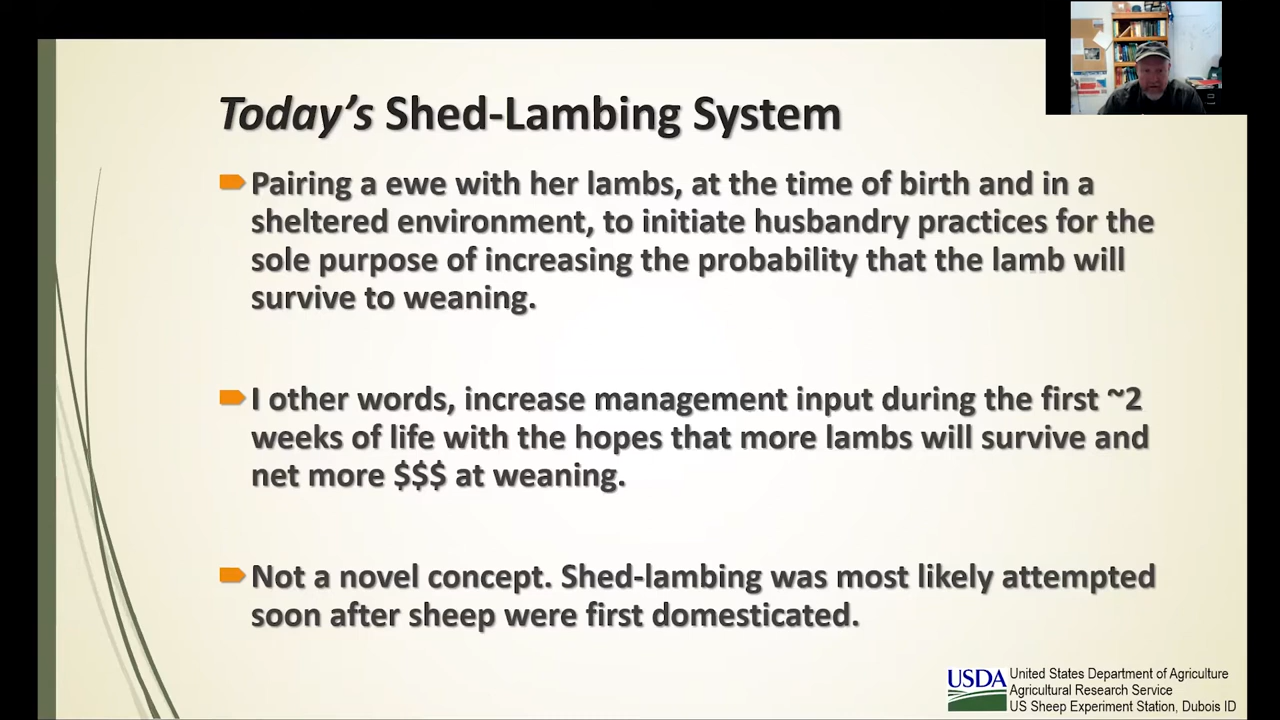 Today's Shed-Lambing System
Pairing a ewe with her lambs, at the time of birth and in a
sheltered environment, to initiate husbandry practices for the
sole purpose of increasing the probability that the lamb will
survive to weaning.
I other words, increase management input during the first ~2
weeks of life with the hopes that more lambs will survive and
net more $$$ at weaning.
Not a novel concept. Shed-lambing was most likely attempted
soon after sheep were first domesticated.
USDA
United States Department of Agriculture
Agricultural Research Service
US Sheep Experiment Station, Dubois ID